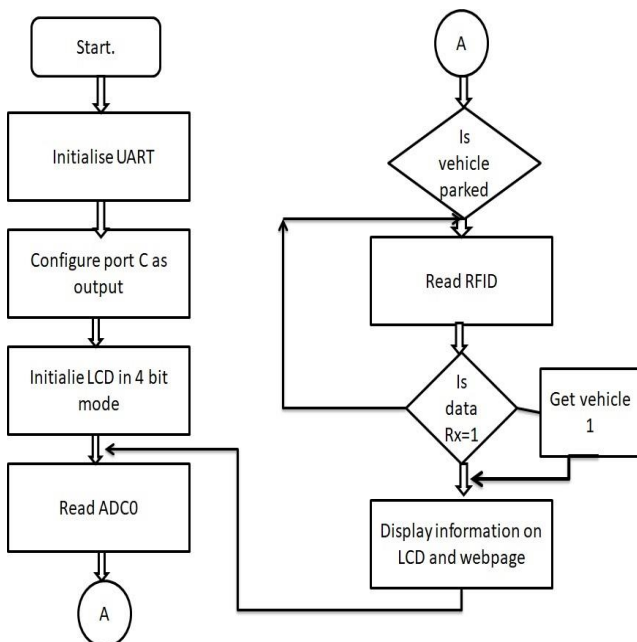 Start.
Initialise UART
Configure port C as
output
Initialie LCD in 4 bit
mode
Read ADC0
A
A
Is
vehicle
parked
Read RFID
Is
data
Rx=1
Get vehicle
1
Display information on
LCD and webpage